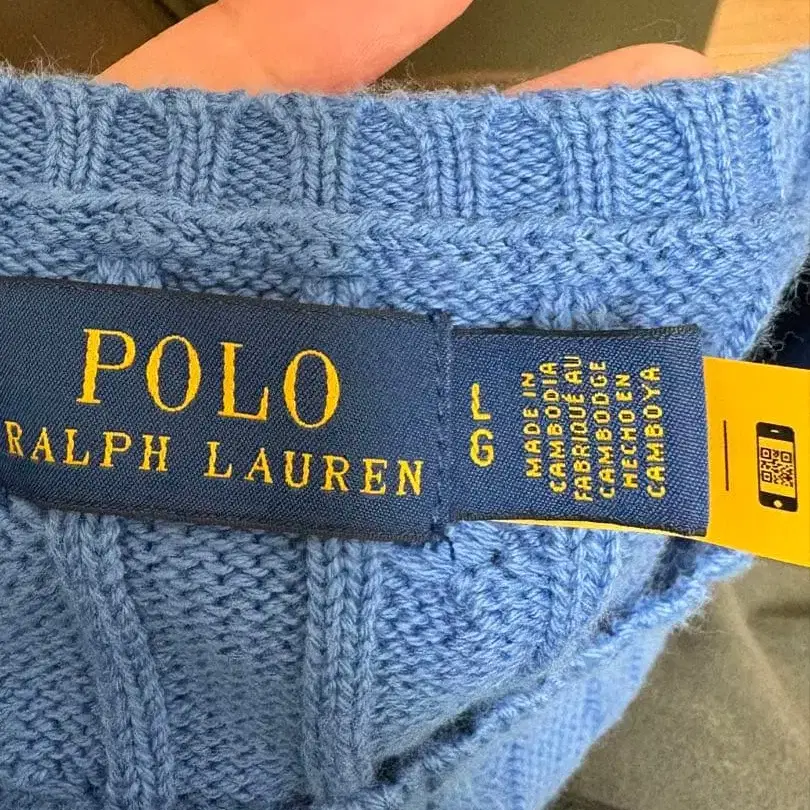 POLO
RALPH LAUREN
L
G
MADE IN
CAMBODIA
FABRIQUÉ AU
CAMBODGE
HECHO EN
CAMBOYA